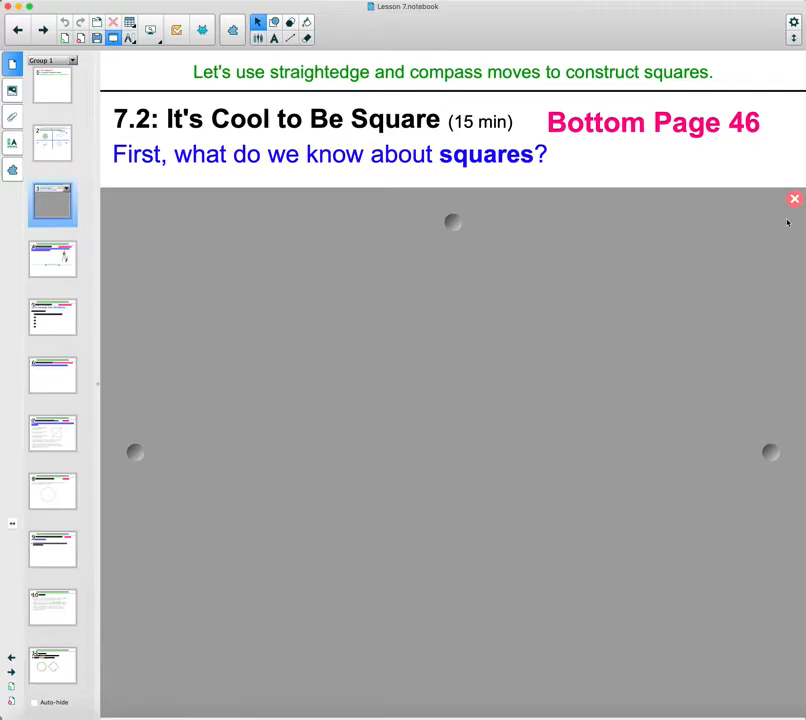 Lesson 7.notebook
Group 1
Let's use straightedge and compass moves to construct squares.
7.2: It's Cool to Be Square (15 min)
Bottom Page 46
First, what do we know about squares?
Auto-hide